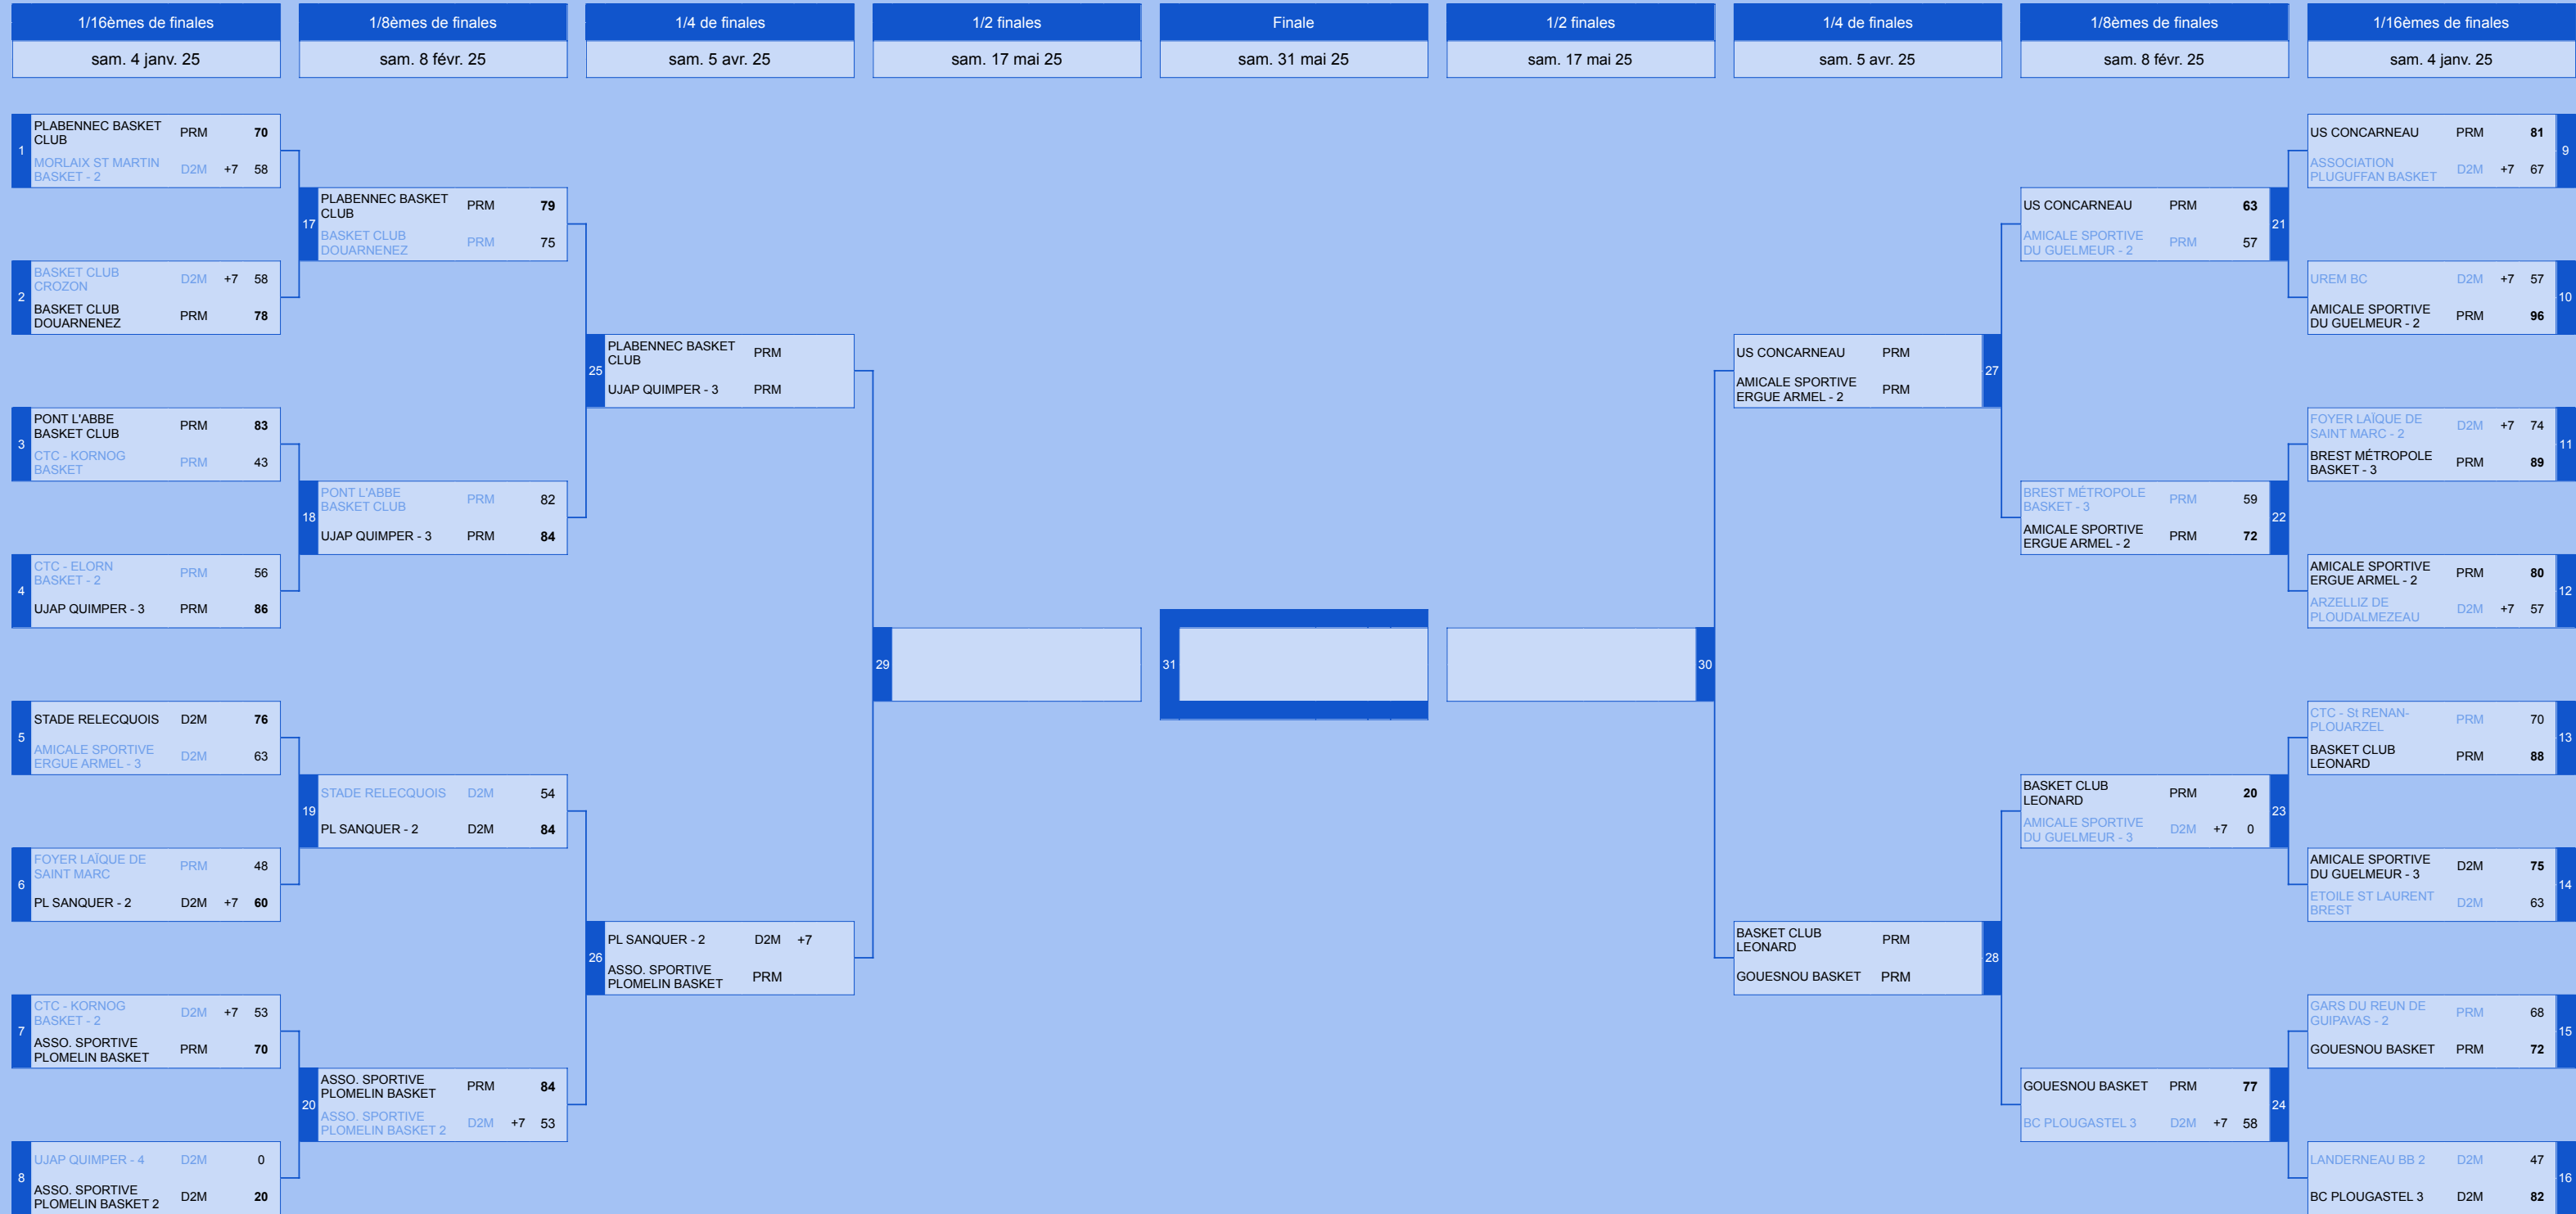 1/16èmes de finales
sam. 4 janv. 25
1/8èmes de finales
sam. 8 févr. 25
1/4 de finales
sam. 5 avr. 25
1/2 finales
sam. 17 mai 25
Finale
sam. 31 mai 25
1/2 finales
sam. 17 mai 25
1/4 de finales
sam. 5 avr. 25
1/8èmes de finales
sam. 8 févr. 25
1/16èmes de finales
sam. 4 janv. 25
1
PLABENNEC BASKET
CLUB
PRM 70
MORLAIX ST MARTIN
BASKET - 2
D2M +7 58
2
BASKET CLUB
CROZON
D2M +7 58
BASKET CLUB
DOUARNENEZ
PRM 78
3
PONT L'ABBE
BASKET CLUB
PRM 83
CTC - KORNOG
BASKET
PRM 43
4
CTC - ELORN
BASKET - 2
PRM 56
UJAP QUIMPER - 3 PRM 86
5
STADE RELECQUOIS D2M 76
AMICALE SPORTIVE
ERGUE ARMEL - 3
D2M 63
6
FOYER LAÏQUE DE
SAINT MARC
PRM 48
PL SANQUER - 2 D2M +7 60
7
CTC - KORNOG
BASKET - 2
D2M +7 53
ASSO. SPORTIVE
PLOMELIN BASKET
PRM 70
8
UJAP QUIMPER - 4 D2M 0
ASSO. SPORTIVE
PLOMELIN BASKET 2
D2M 20
17
PLABENNEC BASKET
CLUB
PRM 79
BASKET CLUB
DOUARNENEZ
PRM 75
18
PONT L'ABBE
BASKET CLUB
PRM 82
UJAP QUIMPER - 3 PRM 84
19
STADE RELECQUOIS D2M 54
PL SANQUER - 2 D2M 84
20
ASSO. SPORTIVE
PLOMELIN BASKET
PRM 84
ASSO. SPORTIVE
PLOMELIN BASKET 2
D2M +7 53
25
PLABENNEC BASKET
CLUB
PRM
UJAP QUIMPER - 3 PRM
26
PL SANQUER - 2 D2M +7
ASSO. SPORTIVE
PLOMELIN BASKET
PRM
29
31
30
US CONCARNEAU PRM
AMICALE SPORTIVE
ERGUE ARMEL - 2
PRM
27
BASKET CLUB
LEONARD
PRM
GOUESNOU BASKET PRM
28
US CONCARNEAU PRM 63
AMICALE SPORTIVE
DU GUELMEUR - 2
PRM 57
21
BREST MÉTROPOLE
BASKET - 3
PRM 59
AMICALE SPORTIVE
ERGUE ARMEL - 2
PRM 72
22
BASKET CLUB
LEONARD
PRM 20
AMICALE SPORTIVE
DU GUELMEUR - 3
D2M +7 0
23
GOUESNOU BASKET PRM 77
BC PLOUGASTEL 3 D2M +7 58
24
US CONCARNEAU PRM 81
ASSOCIATION
PLUGUFFAN BASKET
D2M +7 67
9
UREM BC D2M +7 57
AMICALE SPORTIVE
DU GUELMEUR - 2
PRM 96
10
FOYER LAÏQUE DE
SAINT MARC - 2
D2M +7 74
BREST MÉTROPOLE
BASKET - 3
PRM 89
11
AMICALE SPORTIVE
ERGUE ARMEL - 2
PRM 80
ARZELLIZ DE
PLOUDALMEZEAU
D2M +7 57
12
CTC - St RENAN-
PLOUARZEL
PRM 70
BASKET CLUB
LEONARD
PRM 88
13
AMICALE SPORTIVE
DU GUELMEUR - 3
D2M 75
ETOILE ST LAURENT
BREST
D2M 63
14
GARS DU REUN DE
GUIPAVAS - 2
PRM 68
GOUESNOU BASKET PRM 72
15
LANDERNEAU BB 2 D2M 47
BC PLOUGASTEL 3 D2M 82
16